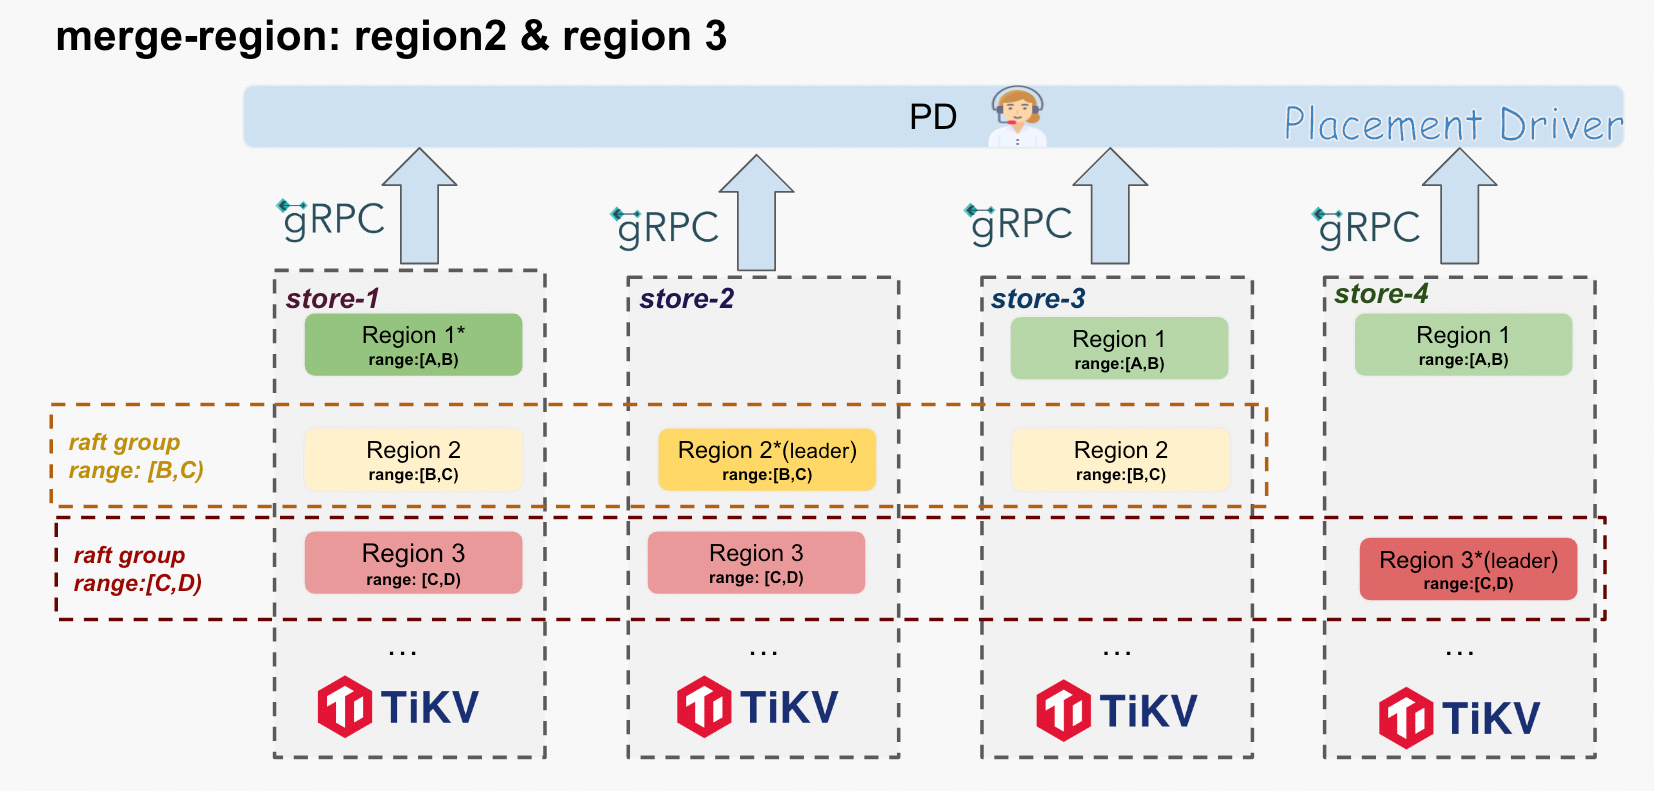 merge-region: region2 & region 3
PD
Placement Driver
gRPC
gRPC
gRPC
gRPC
store-1
store-2
store-3
store-4
Region 1*
range:[A,B)
Region 1
range:[A,B)
Region 1
range:[A,B)
raft group
range: [B,C)
Region 2
range:[B,C)
Region 2*(leader)
range:[B,C)
Region 2
range:[B,C)
raft group
range:[C,D)
Region 3
range: [C,D)
Region 3
range: [C,D)
Region 3*(leader)
range:[C,D)
...
...
...
...
TiKV
TiKV
TiKV
TiKV